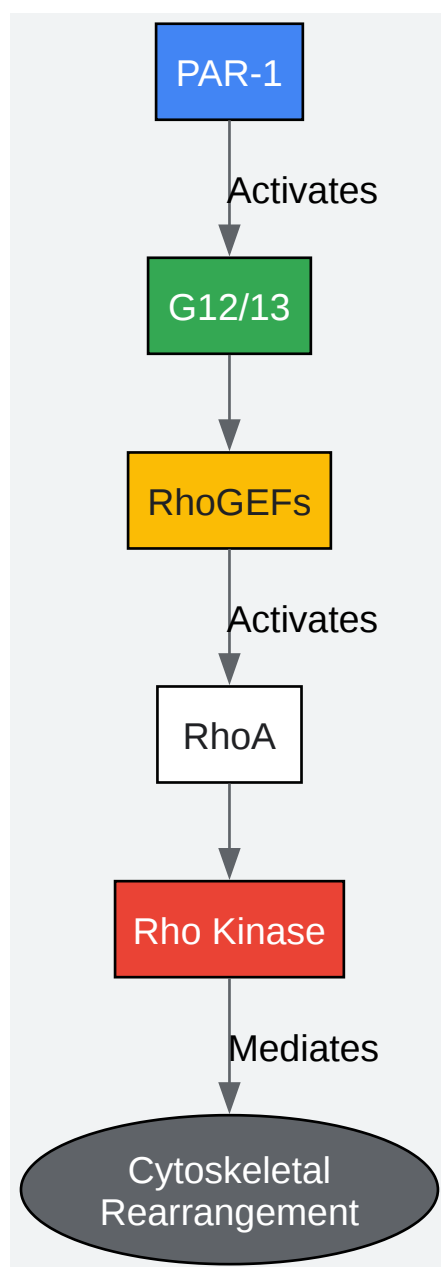 PAR-1
Activates
G12/13
RhoGEFs
Activates
RhoA
Rho Kinase
Mediates
Cytoskeletal
Rearrangement